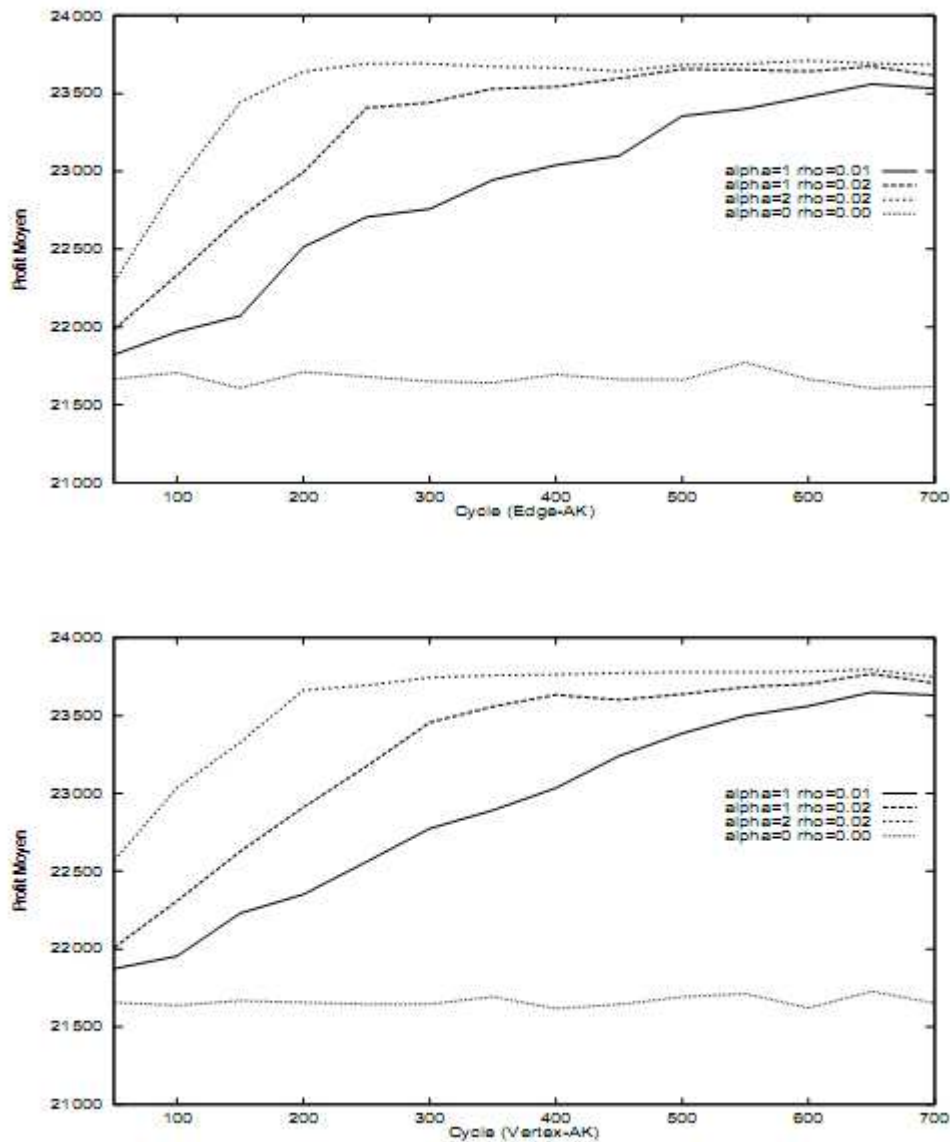 24000
23500
23000
22500
22000
21500
21000
Profit Moyen
alpha=1 rho=0.01
alpha=1 rho=0.02
alpha=2 rho=0.02
alpha=0 rho=0.00
100 200 300 400 500 600 700
Cycle (Edge-AK)
24000
23500
23000
22500
22000
21500
21000
Profit Moyen
alpha=1 rho=0.01
alpha=1 rho=0.02
alpha=2 rho=0.02
alpha=0 rho=0.00
100 200 300 400 500 600 700
Cycle (Vertex-AK)